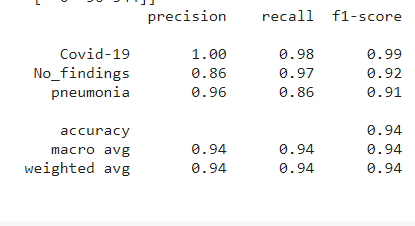 precision recall f1-score
Covid-19 1.00 0.98 0.99
No_findings 0.86 0.97 0.92
pneumonia 0.96 0.86 0.91
accuracy 0.94
macro avg 0.94 0.94 0.94
weighted avg 0.94 0.94 0.94